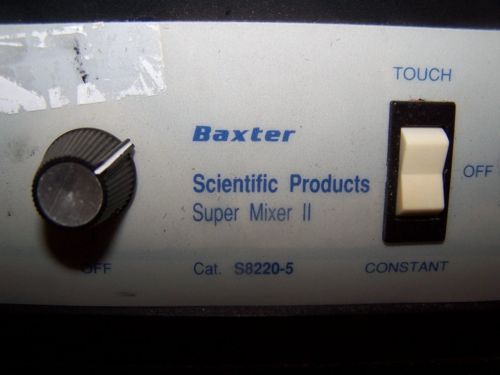 TOUCH
Baxter
OFF
Scientific Products
Super Mixer II
OFF
Cat. S8220-5
CONSTANT